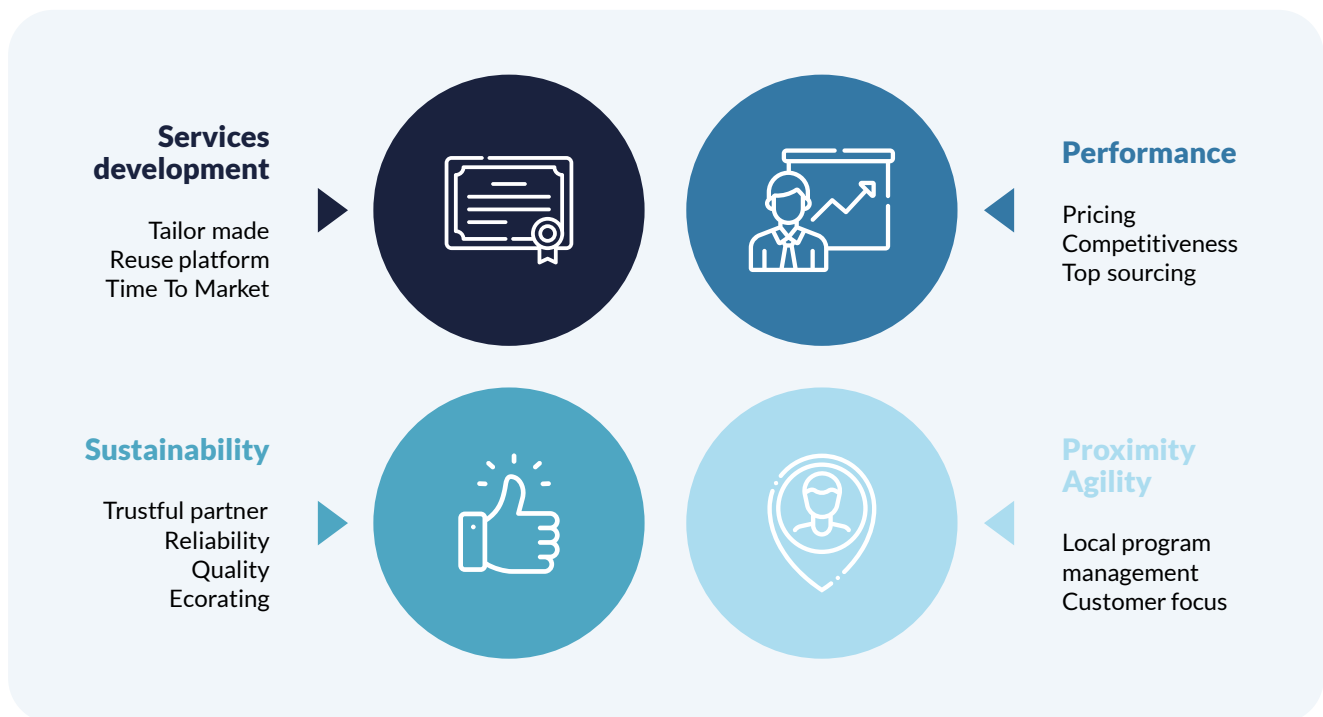 Services
development
Tailor made
Reuse platform
Time To Market
Performance
Pricing
Competitiveness
Top sourcing
Sustainability
Trustful partner
Reliability
Quality
Ecorating
Proximity
Agility
Local program
management
Customer focus